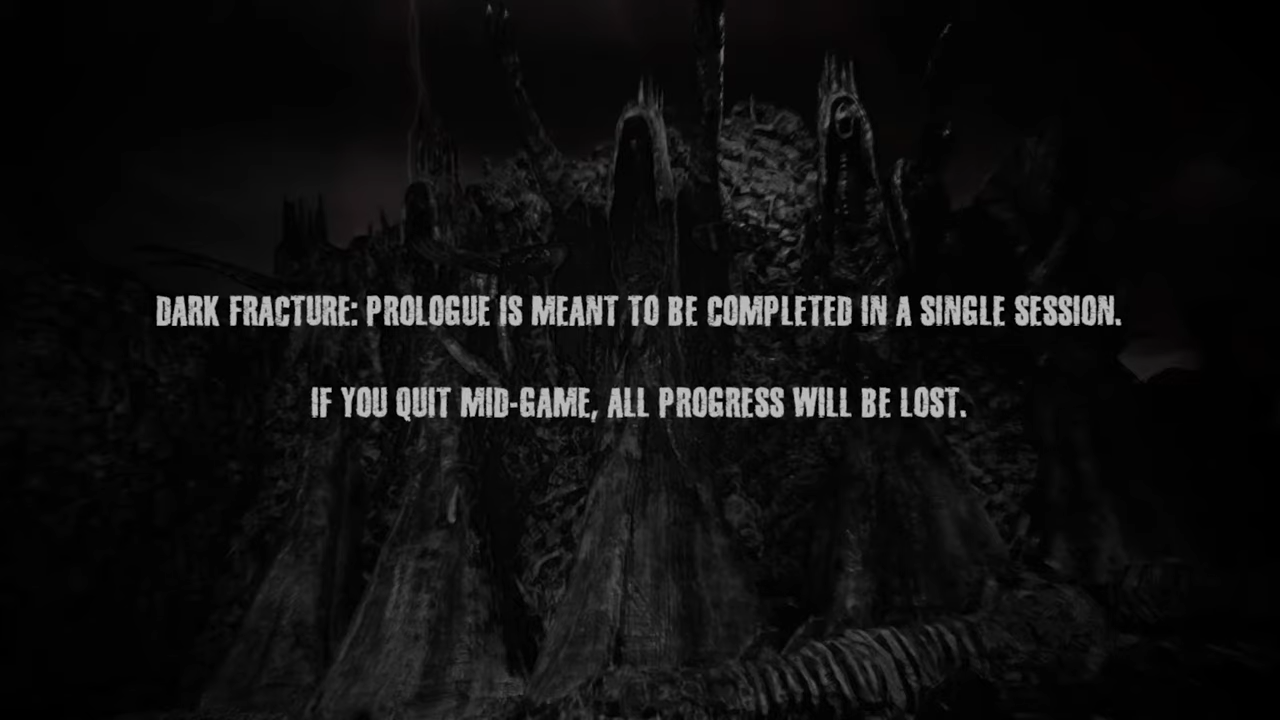 DARK FRACTURE: PROLOGUE IS MEANT TO BE COMPLETED IN A SINGLE SESSION.
IF YOU QUIT MID-GAME, ALL PROGRESS WILL BE LOST.